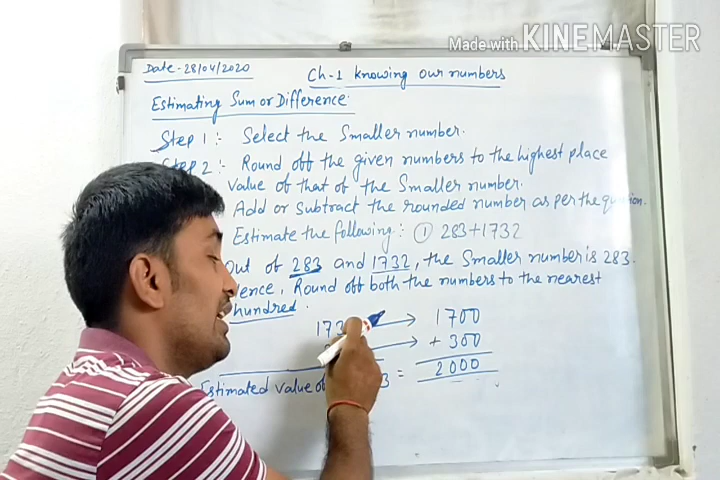 Made with KINEMASTER
Date-28/04/2020
Ch-1 Knowing our numbers
Estimating Sum or Difference:
Step 1:- Select the Smaller number.
Step 2:- Round off the given numbers to the highest place
value of that of the Smaller number.
Add or Subtract the rounded number as per the question.
Estimate the following: ① 283+1732
Out of 283 and 1732, the Smaller number is 283.
Hence, Round off both the numbers to the nearest
hundred.
173 → 1700
→ + 300
Estimated value of 3 = 2000